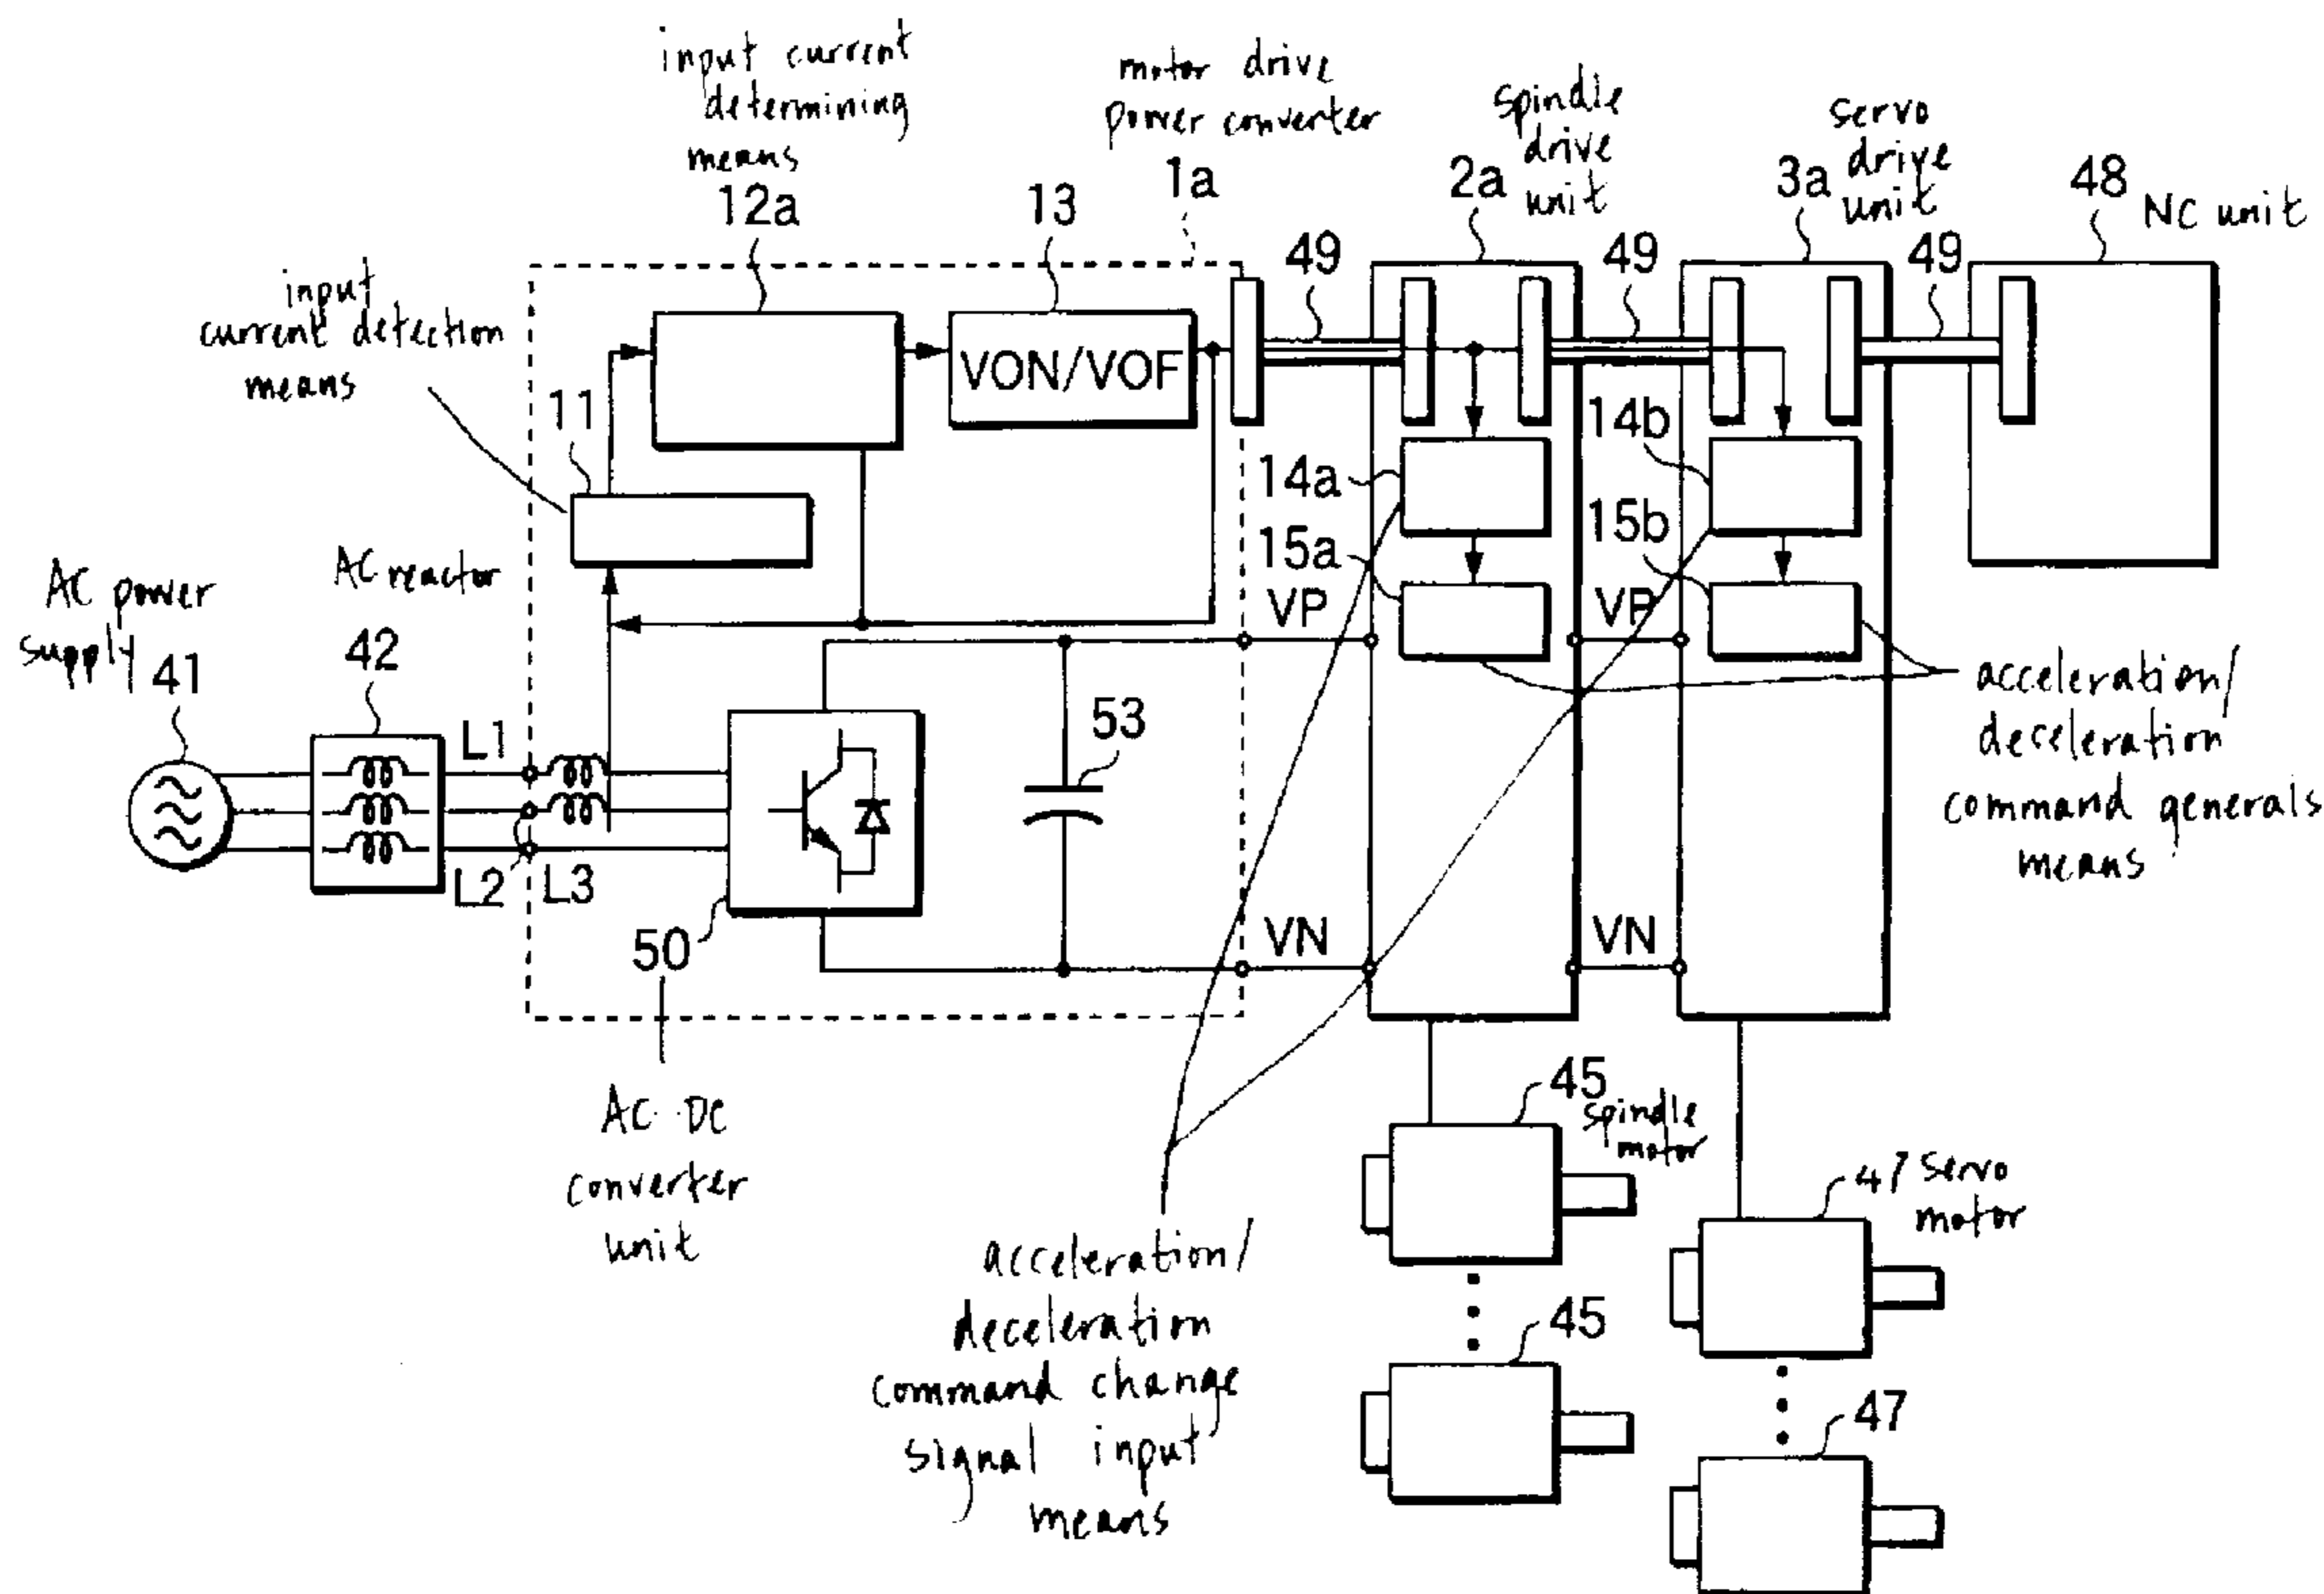 input current
determining
means
12a
13
motor drive
power converter
1a
spindle
drive
unit
2a
servo
drive
unit
3a
48
NC unit
49
49
49
input
current detection
means
11
VON/VOF
14a
15a
14b
15b
AC power
supply
41
AC reactor
42
VP
VP
L1
L2
L3
50
53
VN
VN
acceleration/
deceleration
command generals
means
AC DC
converter
unit
45
spindle
motor
47 servo
motor
acceleration/
deceleration
command change
signal input
means
45
47